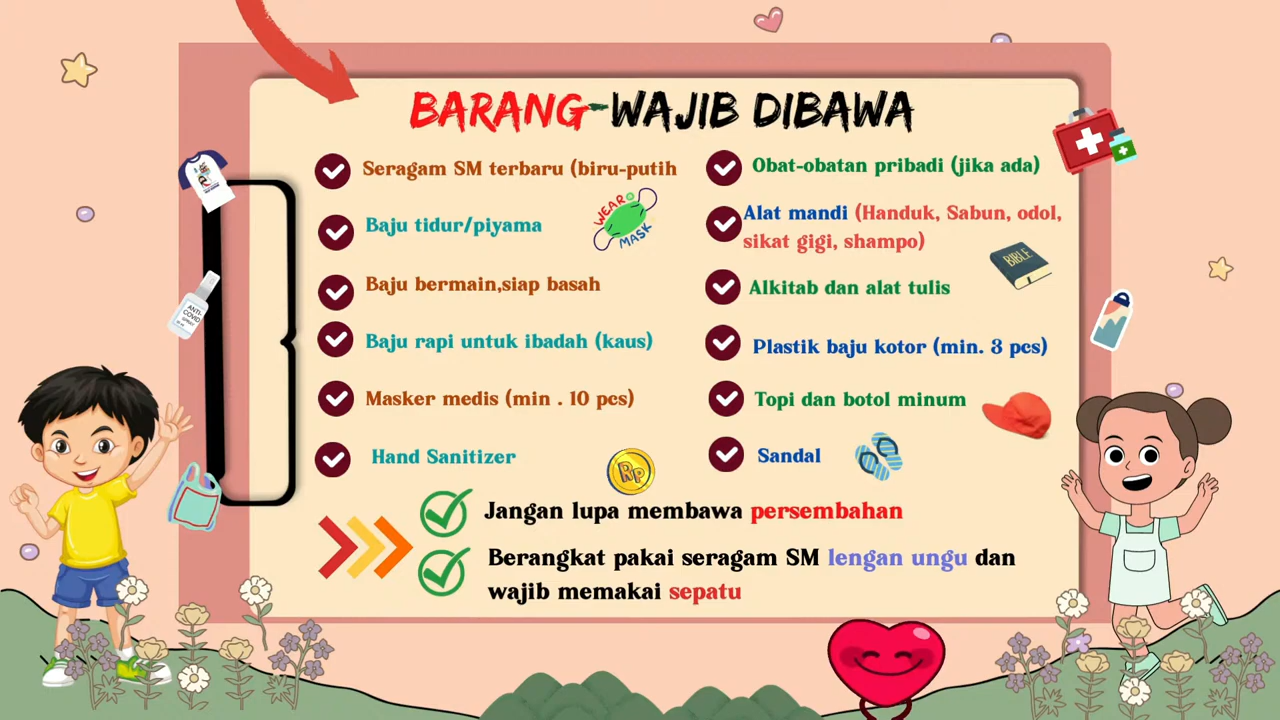 BARANG-WAJIB DIBAWA
Seragam SM terbaru (biru-putih
Baju tidur/piyama
WEAR
MASK
Baju bermain,siap basah
Baju rapi untuk ibadah (kaus)
Masker medis (min . 10 pcs)
Hand Sanitizer
Obat-obatan pribadi (jika ada)
Alat mandi (Handuk, Sabun, odol,
sikat gigi, shampo)
BIBLE
Alkitab dan alat tulis
Plastik baju kotor (min. 3 pcs)
Topi dan botol minum
Sandal
ANTI-
COVID
SPRAY
RP
Jangan lupa membawa persembahan
Berangkat pakai seragam SM lengan ungu dan
wajib memakai sepatu